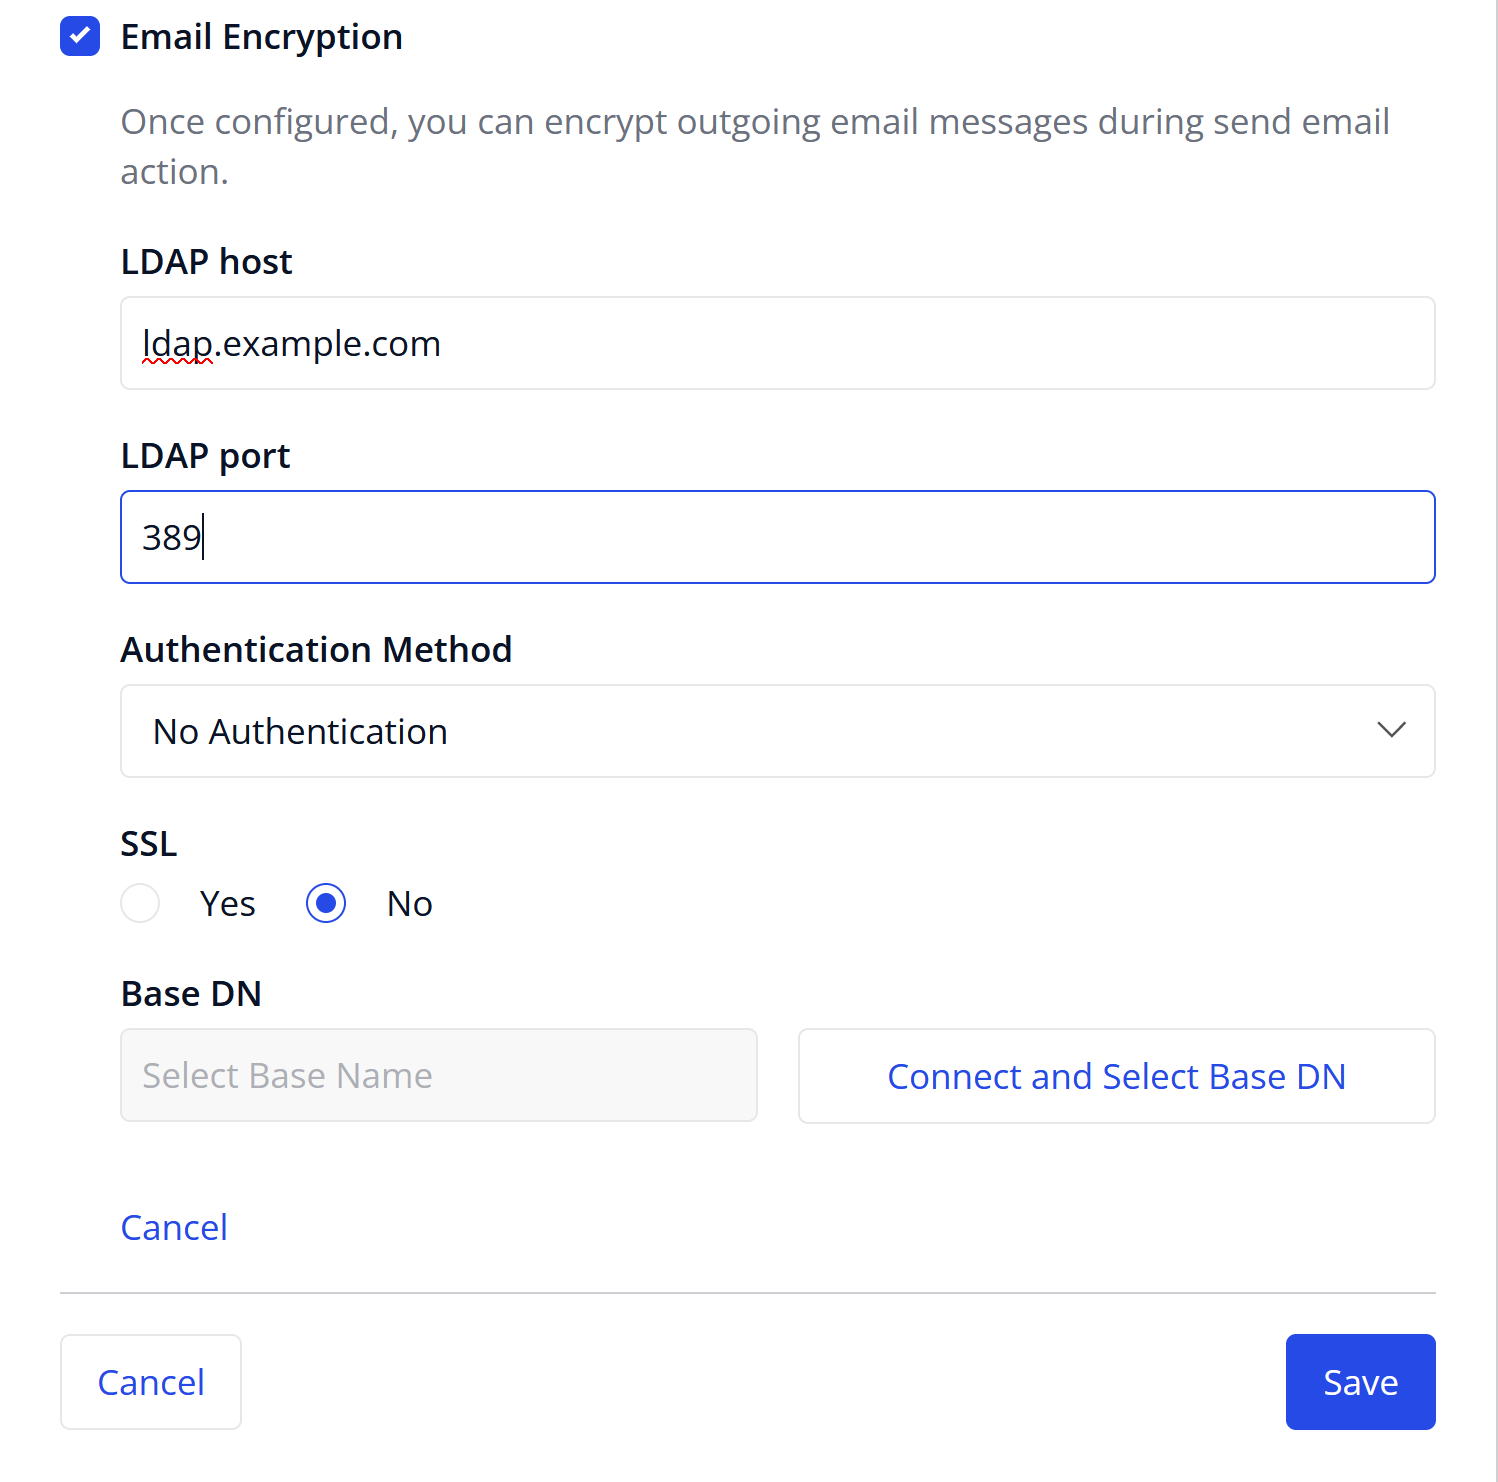 Email Encryption
Once configured, you can encrypt outgoing email messages during send email
action.
LDAP host
ldap.example.com
LDAP port
389
Authentication Method
No Authentication
SSL
Yes No
Base DN
Select Base Name Connect and Select Base DN
Cancel
Cancel Save